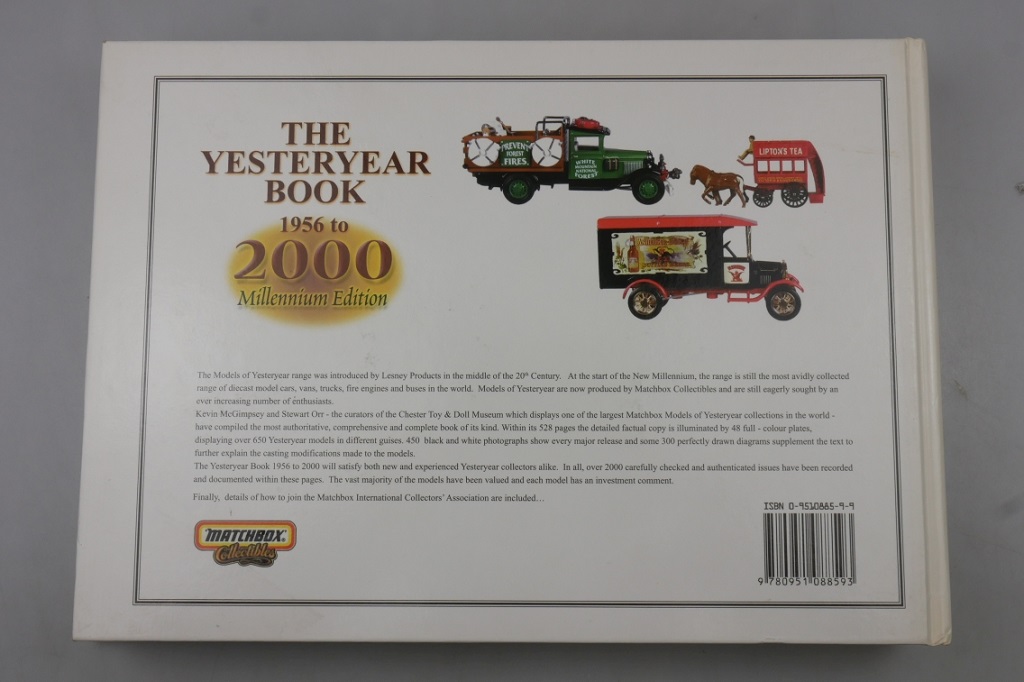 THE
YESTERYEAR
BOOK
1956 to
2000
Millennium Edition
PREVENT
FOREST
FIRES
WHITE
MOUNTAIN
NATIONAL
FOREST
LIPTON'S TEA
The Models of Yesteryear range was introduced by Lesney Products in the middle of the 20th Century. At the start of the New Millennium, the range is still the most avidly collected
range of diecast model cars, vans, trucks, fire engines and buses in the world. Models of Yesteryear are now produced by Matchbox Collectibles and are still eagerly sought by an
ever increasing number of enthusiasts.
Kevin McGimpsey and Stewart Orr - the curators of the Chester Toy & Doll Museum which displays one of the largest Matchbox Models of Yesteryear collections in the world -
have compiled the most authoritative, comprehensive and complete book of its kind. Within its 528 pages the detailed factual copy is illuminated by 48 full - colour plates,
displaying over 650 Yesteryear models in different guises. 450 black and white photographs show every major release and some 300 perfectly drawn diagrams supplement the text to
further explain the casting modifications made to the models.
The Yesteryear Book 1956 to 2000 will satisfy both new and experienced Yesteryear collectors alike. In all, over 2000 carefully checked and authenticated issues have been recorded
and documented within these pages. The vast majority of the models have been valued and each model has an investment comment.
Finally, details of how to join the Matchbox International Collectors' Association are included…
MATCHBOX
Collectibles
ISBN 0-9510885-9-9
9 780951 088593